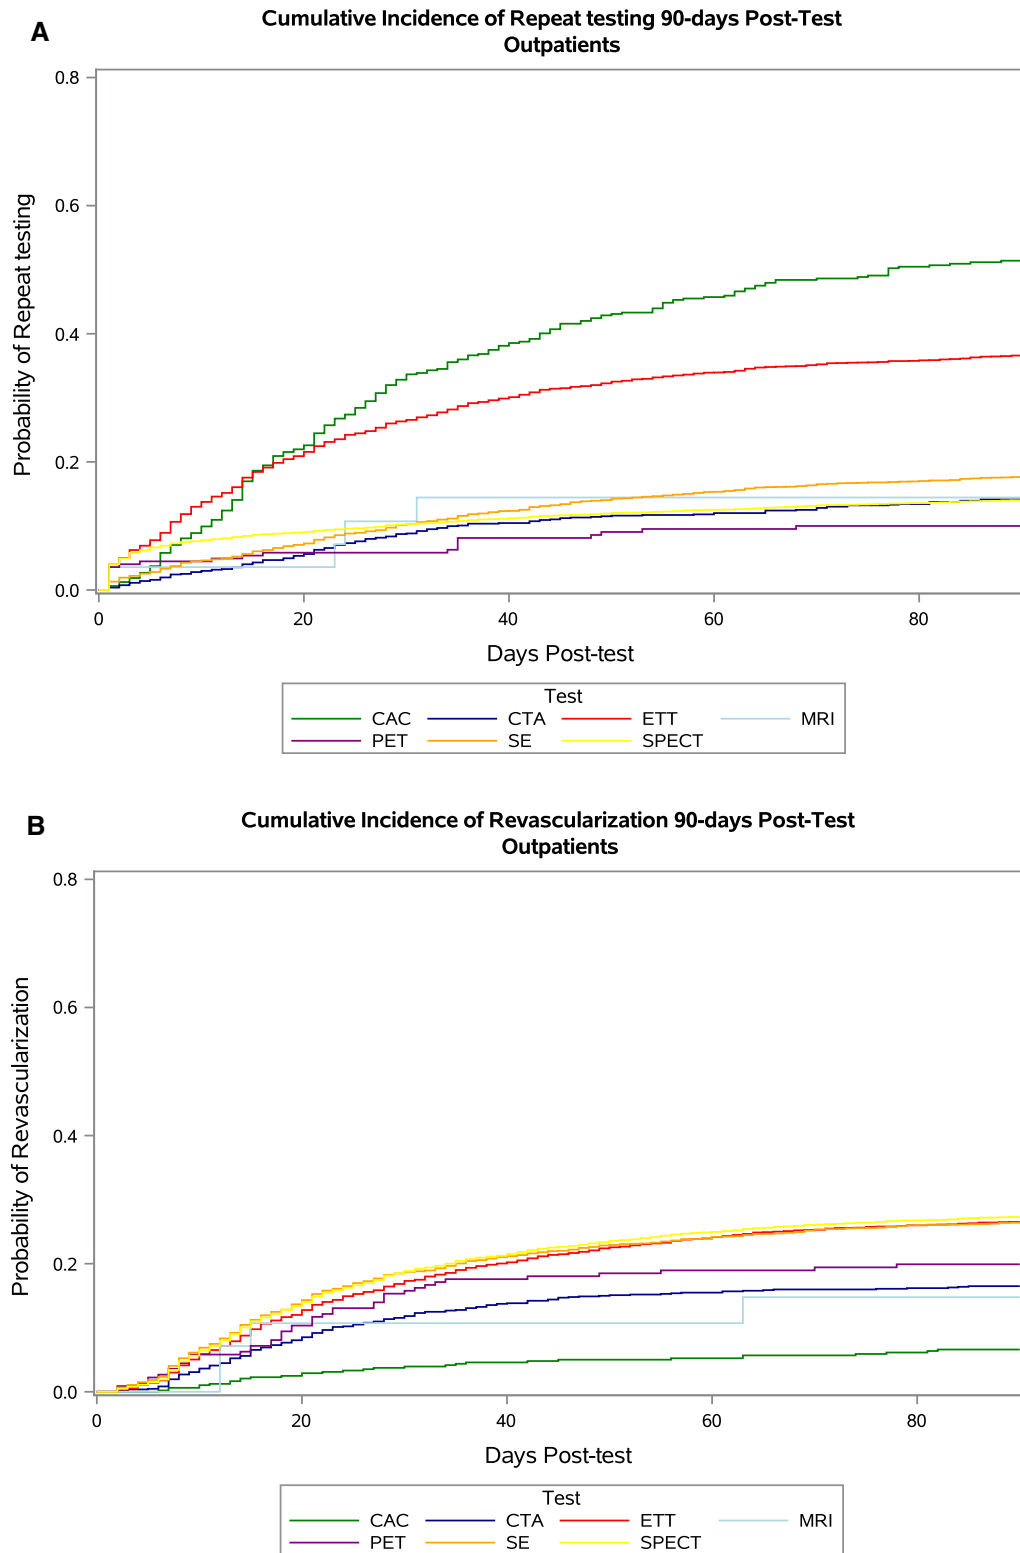 A
Cumulative Incidence of Repeat testing 90-days Post-Test
Outpatients
Probability of Repeat testing
0.8
0.6
0.4
0.2
0.0
0 20 40 60 80
Days Post-test
Test
CAC CTA ETT MRI
PET SE SPECT
B
Cumulative Incidence of Revascularization 90-days Post-Test
Outpatients
Probability of Revascularization
0.8
0.6
0.4
0.2
0.0
0 20 40 60 80
Days Post-test
Test
CAC CTA ETT MRI
PET SE SPECT